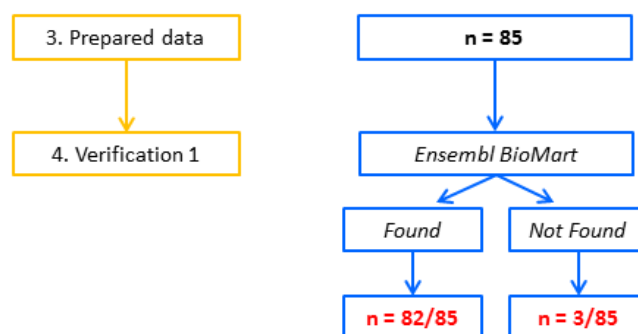 3. Prepared data
n = 85
4. Verification 1
Ensembl BioMart
Found
Not Found
n = 82/85
n = 3/85